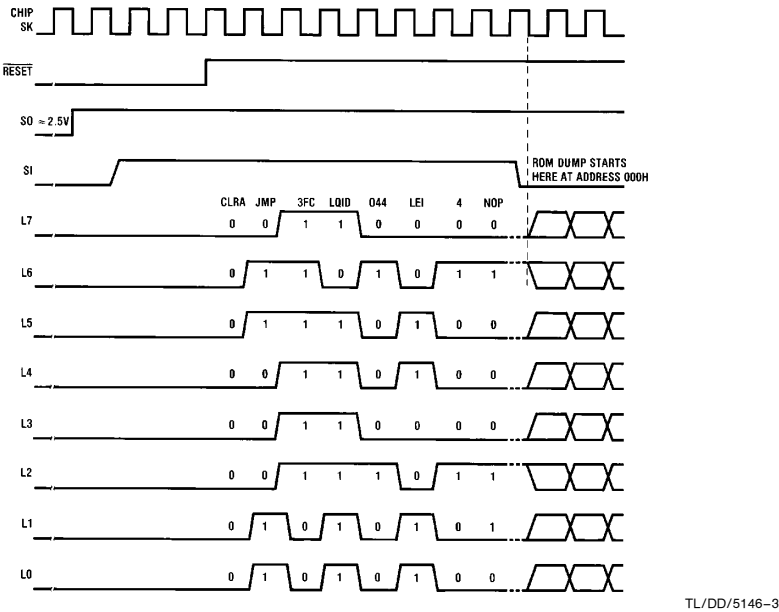 CHIP
SK
RESET
S0 ≈ 2.5V
SI
ROM DUMP STARTS
HERE AT ADDRESS 000H
CLRA JMP 3FC LQID 044 LEI 4 NOP
L7 0 0 1 1 0 0 0 0
L6 0 1 1 0 1 0 1 1
L5 0 1 1 1 0 1 0 0
L4 0 0 1 1 0 1 0 0
L3 0 0 1 1 0 0 0 0
L2 0 0 1 1 1 0 1 1
L1 0 1 0 1 0 1 0 1
L0 0 1 0 1 0 1 0 0
TL/DD/5146–3